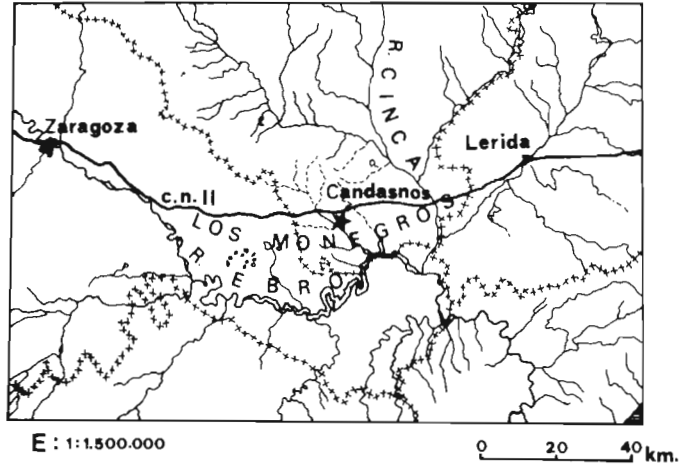 R. CINCA
Zaragoza
Lerida
c.n. II
Candasnos
LOS MONEGROS
R. EBRO
E: 1:1.500.000
0 20 40 km.